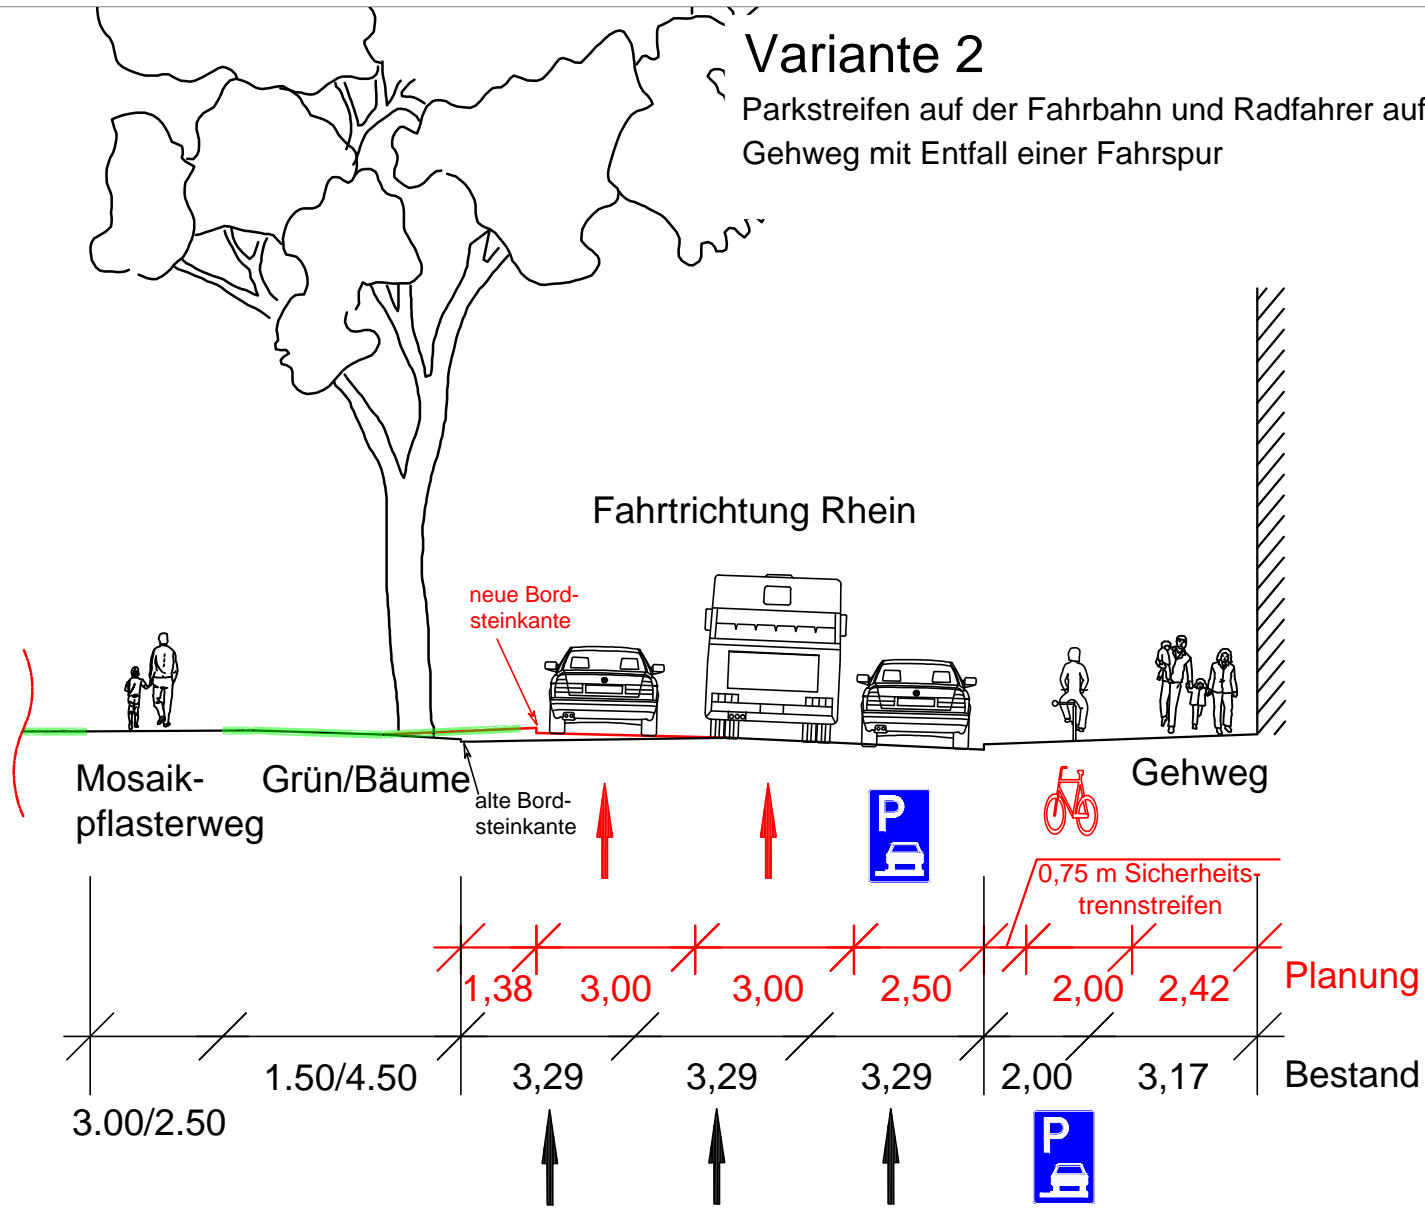 Variante 2
Parkstreifen auf der Fahrbahn und Radfahrer auf
Gehweg mit Entfall einer Fahrspur
Fahrtrichtung Rhein
neue Bord-
steinkante
Mosaik-
pflasterweg
Grün/Bäume
alte Bord-
steinkante
P
Gehweg
0,75 m Sicherheits-
trennstreifen
1,38 3,00 3,00 2,50 2,00 2,42 Planung
1.50/4.50 3,29 3,29 3,29 2,00 3,17 Bestand
3.00/2.50
P